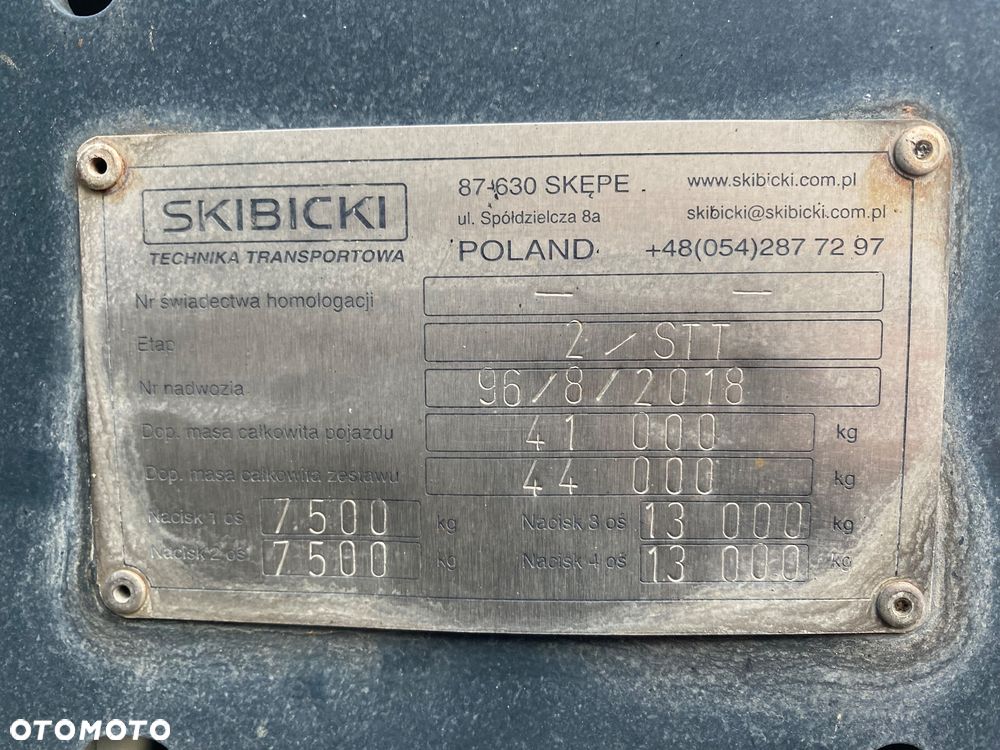 SKIBICKI
TECHNIKA TRANSPORTOWA
87-630 SKĘPE
ul. Spółdzielcza 8a
POLAND
www.skibicki.com.pl
skibicki@skibicki.com.pl
+48(054)287 72 97
Nr świadectwa homologacji — —
Etap 2 / STT
Nr nadwozia 96/8/2018
Dop. masa całkowita pojazdu 41 000 kg
Dop. masa całkowita zestawu 44 000 kg
Nacisk 1 oś 7.500 kg Nacisk 3 oś 13 000 kg
Nacisk 2 oś 7500 kg Nacisk 4 oś 13 000 kg
OTOMOTO